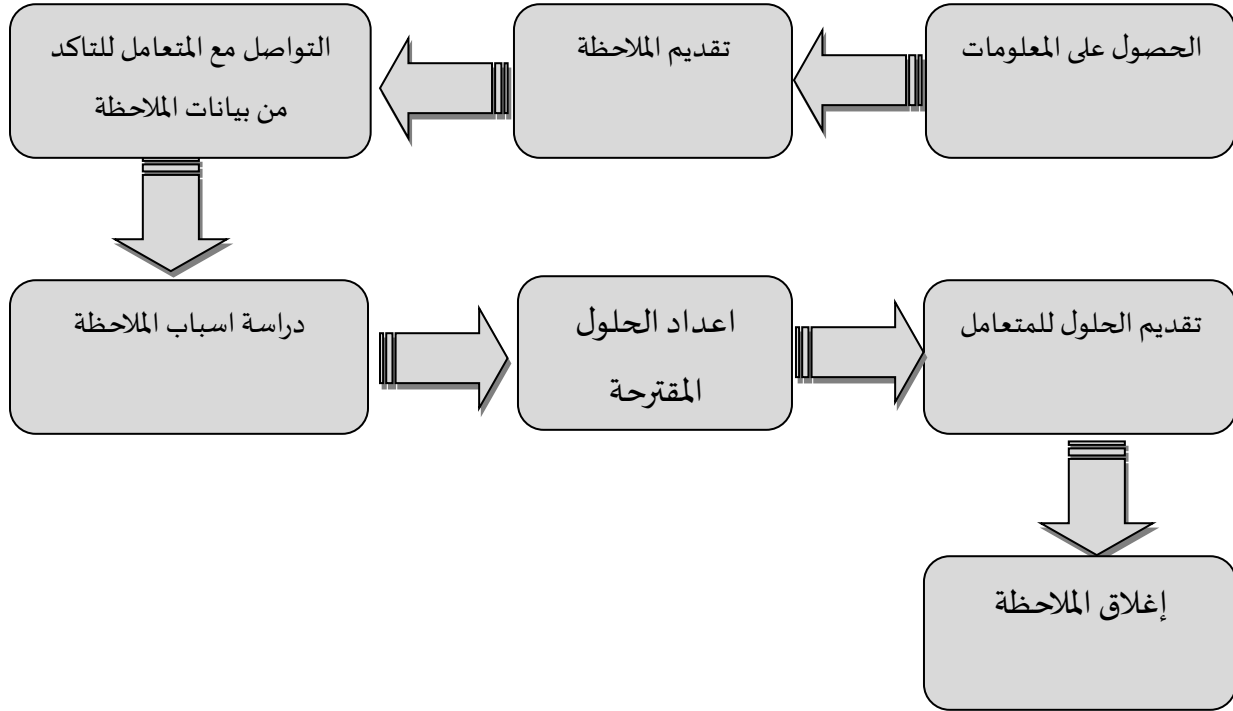 الحصول على المعلومات
تقديم الملاحظة
التواصل مع المتعامل للتاكد
من بيانات الملاحظة
دراسة اسباب الملاحظة
اعداد الحلول
المقترحة
تقديم الحلول للمتعامل
إغلاق الملاحظة